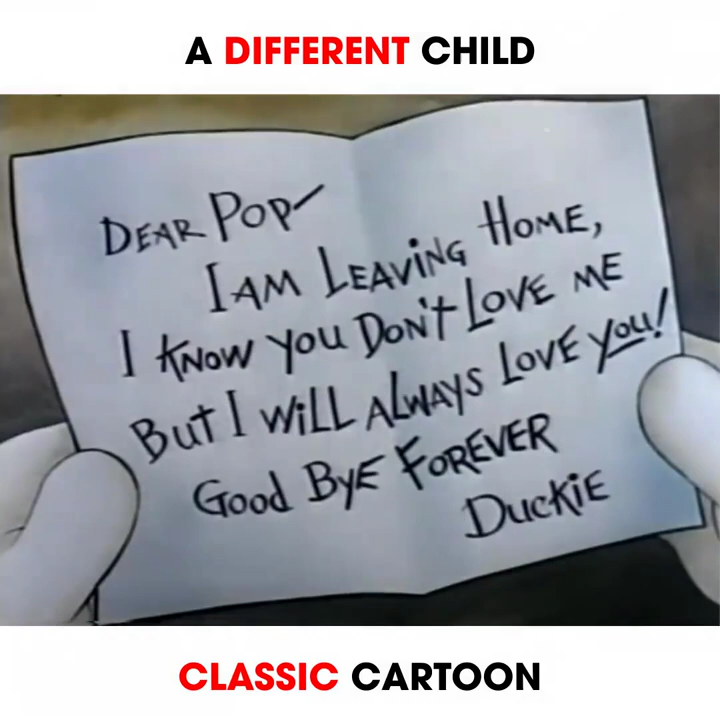 A DIFFERENT CHILD
DEAR POP-
I AM LEAViNG HOME,
I KNOW YOU DON'T LOVE ME
BUT I WiLL ALWAYS LOVE YOU!
GOOD BYE FOREVER
DUCKiE
CLASSIC CARTOON